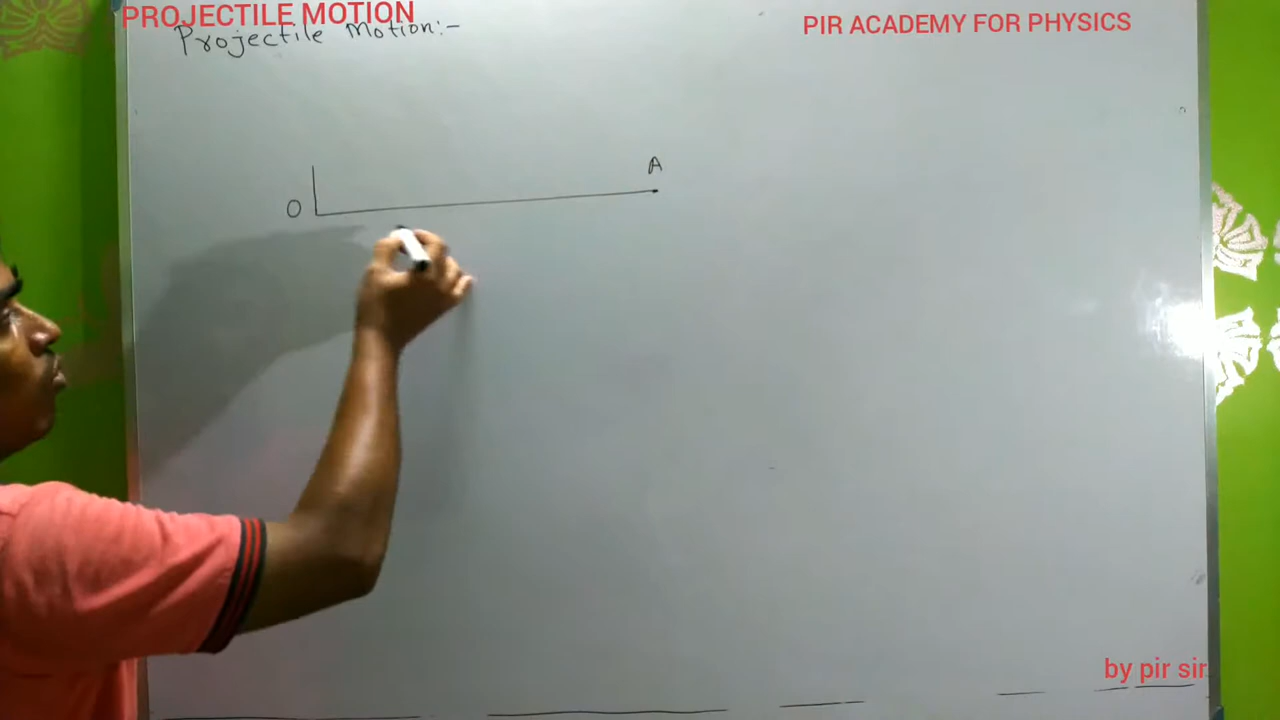 PROJECTILE MOTION
PIR ACADEMY FOR PHYSICS
Projectile Motion:-
A
O
by pir sir